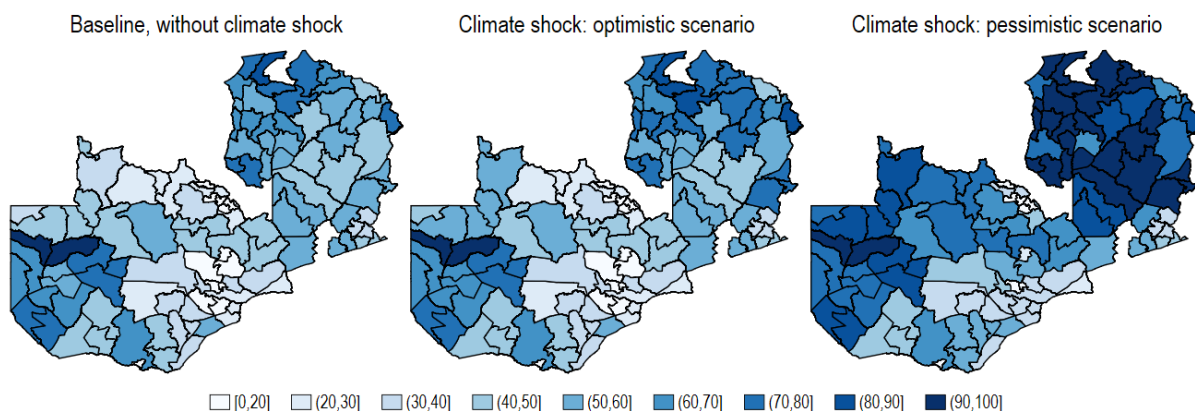 Baseline, without climate shock
Climate shock: optimistic scenario
Climate shock: pessimistic scenario
[0,20] (20,30] (30,40] (40,50] (50,60] (60,70] (70,80] (80,90] (90,100]